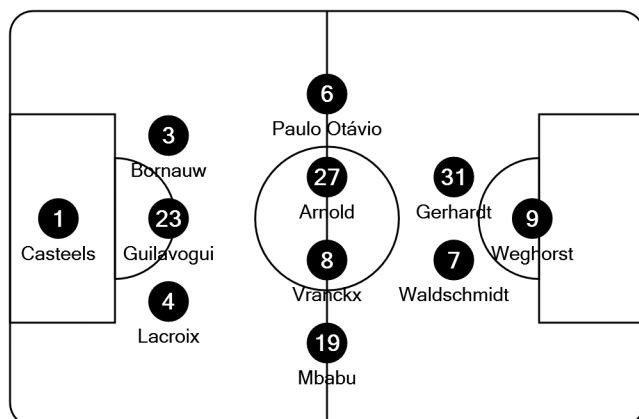 6
Paulo Otávio
3
Bornauw
27
Arnold
31
Gerhardt
1
Casteels
23
Guilavogui
9
Weghorst
8
Vranckx
7
Waldschmidt
4
Lacroix
19
Mbabu